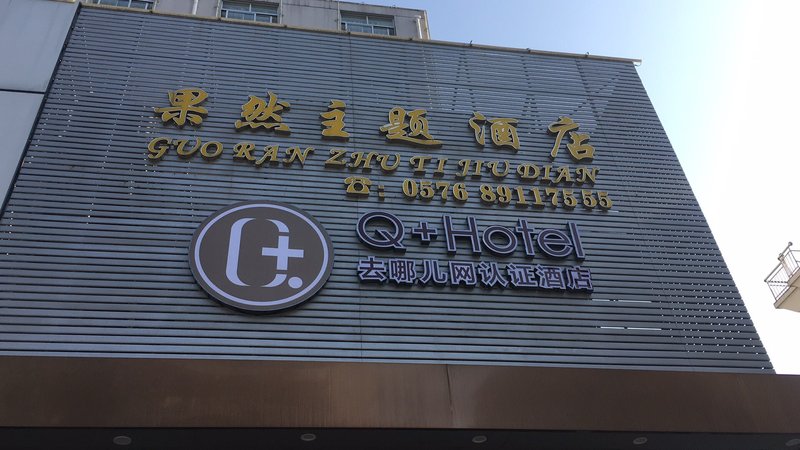 果然主题酒店
GUO RAN ZHU TI JIU DIAN
☎: 0576 89117555
Q+
Q+Hotel
去哪儿网认证酒店